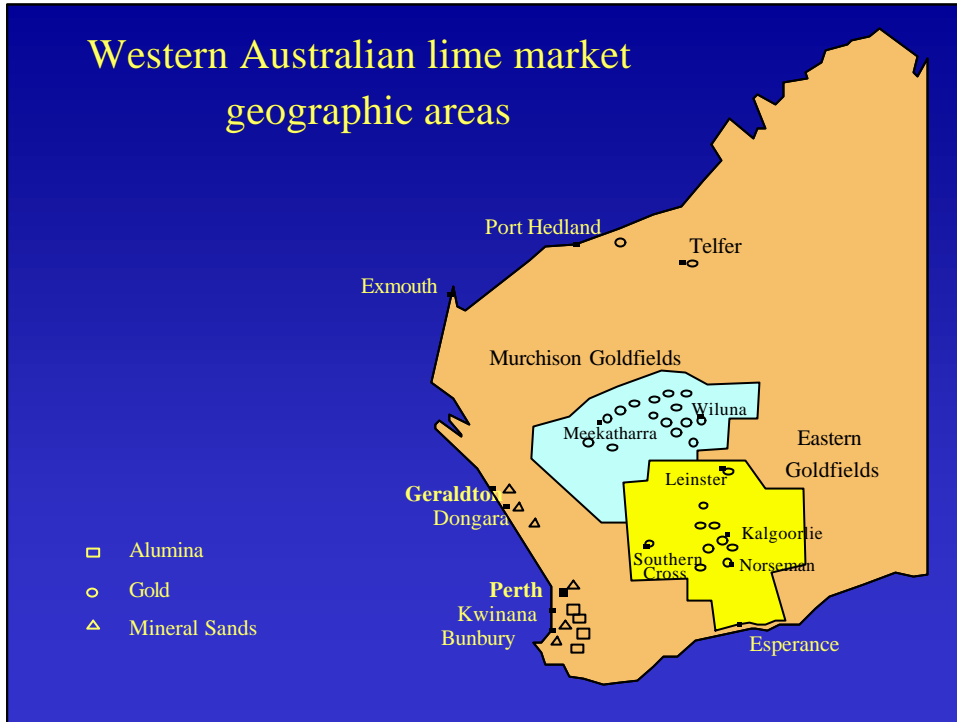 Western Australian lime market
geographic areas
Port Hedland
Telfer
Exmouth
Murchison Goldfields
Wiluna
Meekatharra
Eastern
Goldfields
Leinster
Geraldton
Dongara
Kalgoorlie
Southern
Cross
Norseman
Alumina
Gold
Mineral Sands
Perth
Kwinana
Bunbury
Esperance